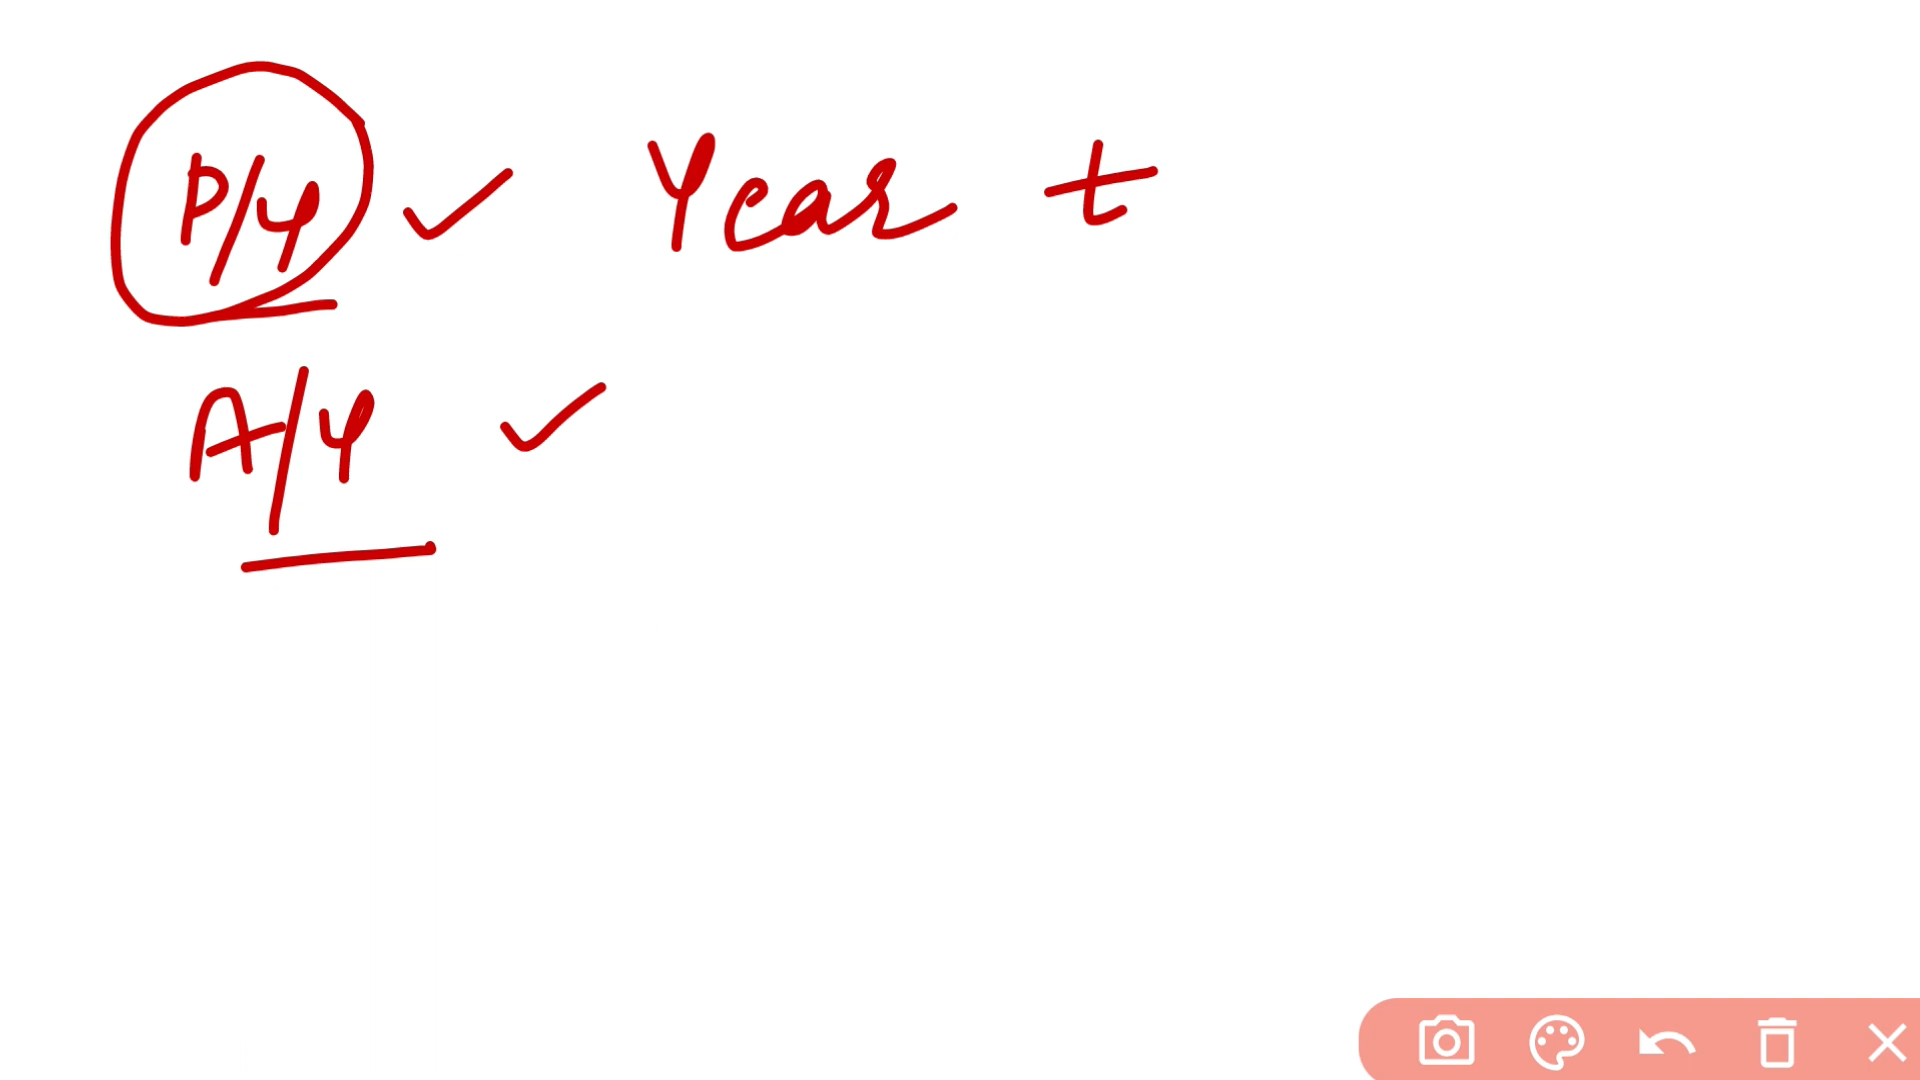 P/y ✓ Year t
A/y ✓